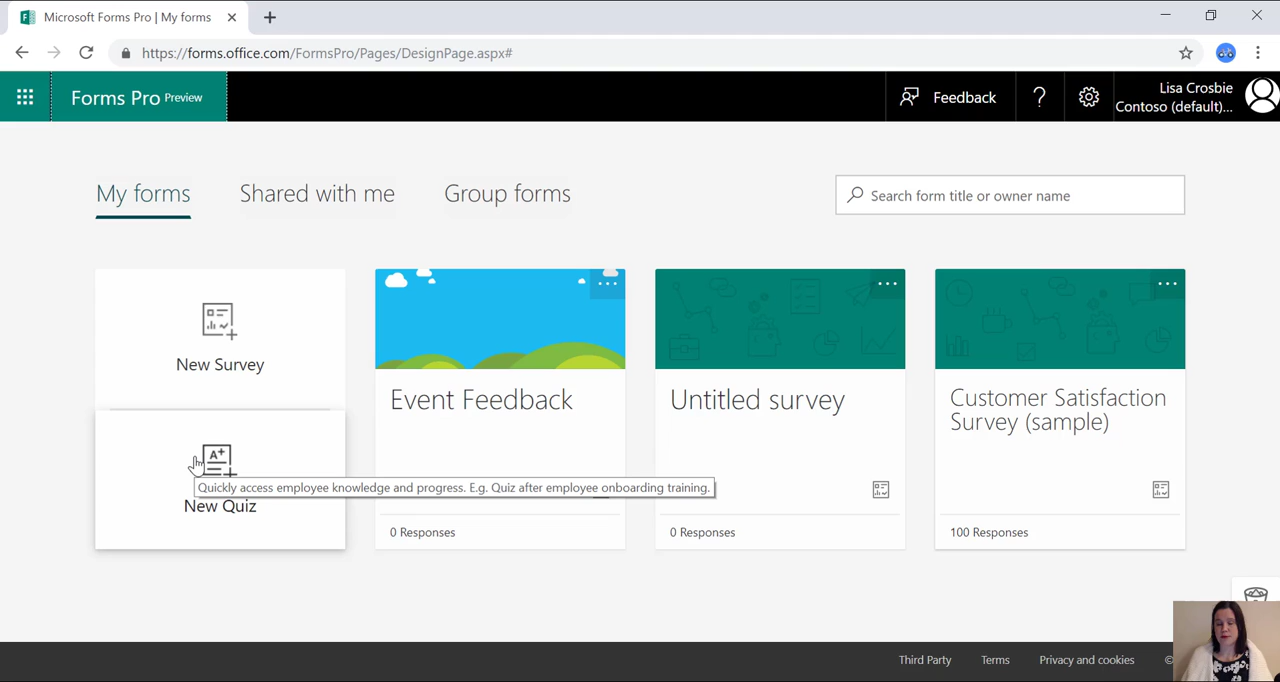 Microsoft Forms Pro | My forms
https://forms.office.com/FormsPro/Pages/DesignPage.aspx#
Forms Pro Preview
Feedback
?
Lisa Crosbie
Contoso (default)...
My forms
Shared with me
Group forms
Search form title or owner name
New Survey
A+
Quickly access employee knowledge and progress. E.g. Quiz after employee onboarding training.
New Quiz
Event Feedback
0 Responses
Untitled survey
0 Responses
Customer Satisfaction
Survey (sample)
100 Responses
Third Party
Terms
Privacy and cookies
©